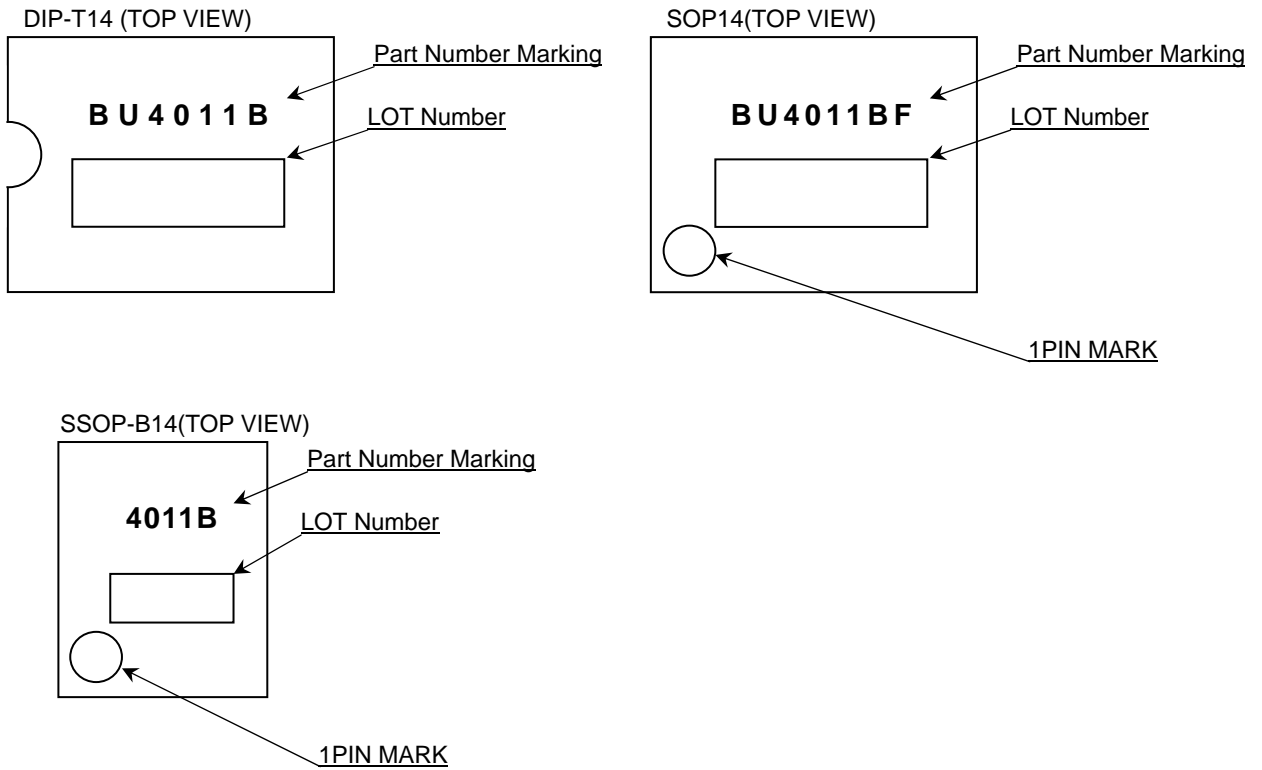 DIP-T14 (TOP VIEW)
Part Number Marking
BU4011B
LOT Number
SOP14(TOP VIEW)
Part Number Marking
BU4011BF
LOT Number
1PIN MARK
SSOP-B14(TOP VIEW)
Part Number Marking
4011B
LOT Number
1PIN MARK